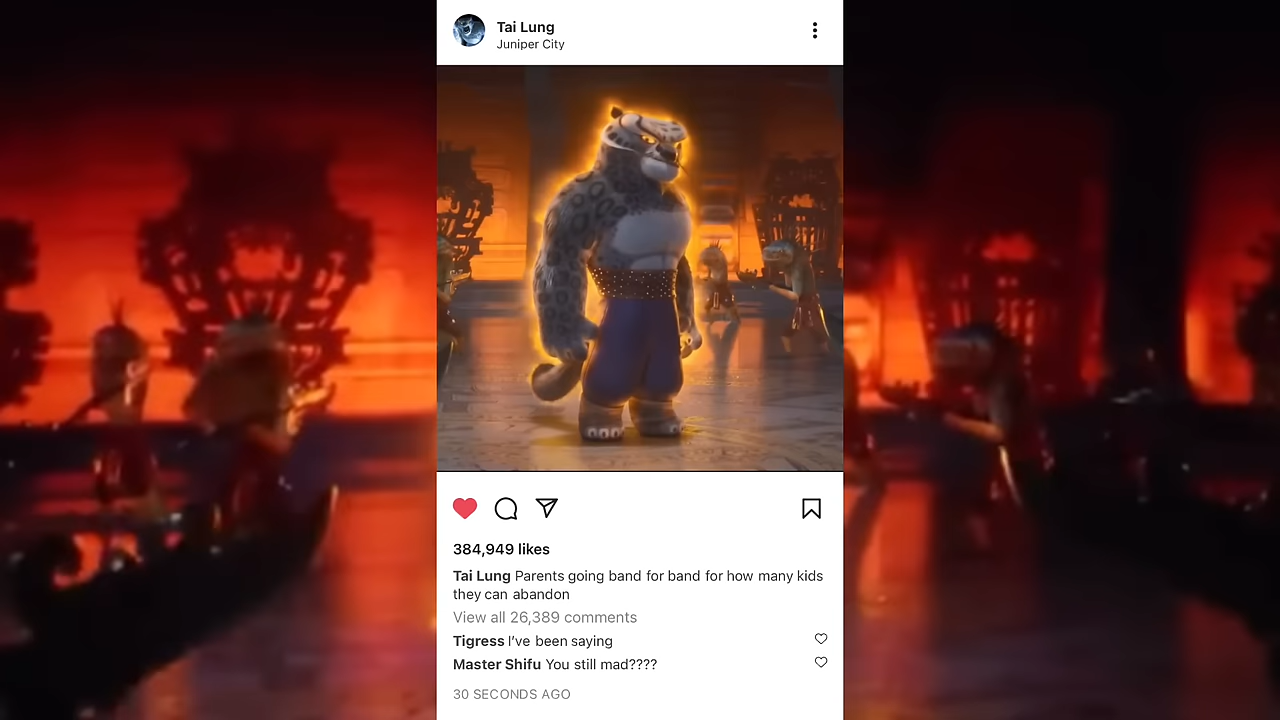 Tai Lung
Juniper City
384,949 likes
Tai Lung Parents going band for band for how many kids
they can abandon
View all 26,389 comments
Tigress I've been saying
Master Shifu You still mad????
30 SECONDS AGO